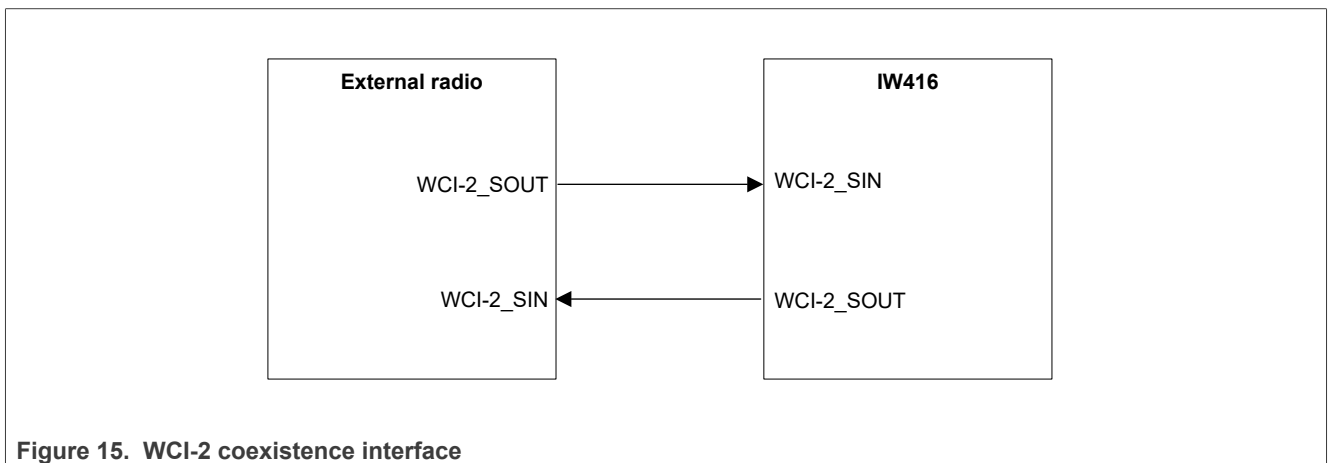 External radio
IW416
WCI-2_SOUT
WCI-2_SIN
WCI-2_SIN
WCI-2_SOUT
Figure 15. WCI-2 coexistence interface